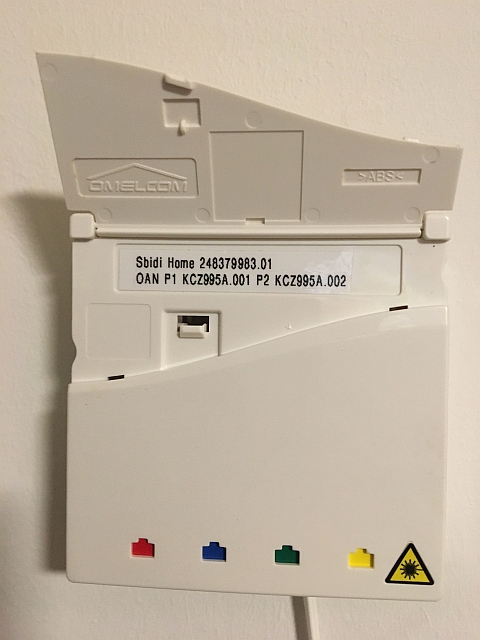 OMELCOM
>ABS<
Sbidi Home 248379983.01
OAN P1 KCZ995A.001 P2 KCZ995A.002